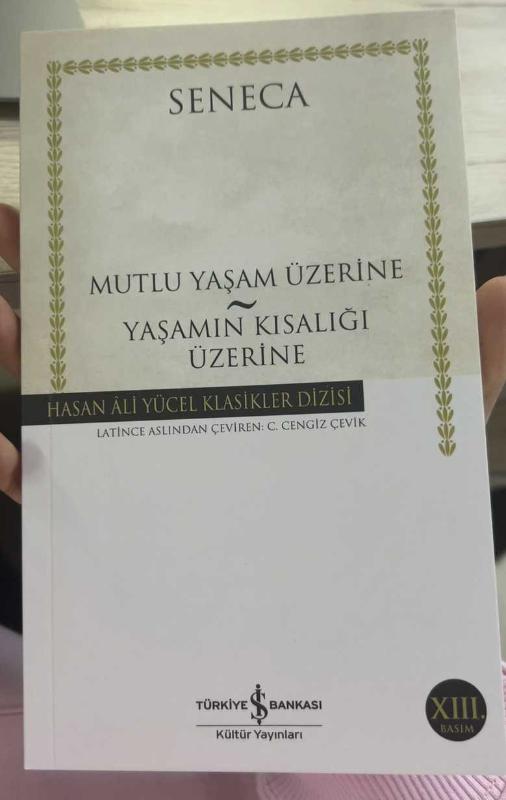 SENECA
MUTLU YAŞAM ÜZERİNE
~
YAŞAMIN KISALIĞI
ÜZERİNE
HASAN ÂLİ YÜCEL KLASİKLER DİZİSİ
LATİNCE ASLINDAN ÇEVİREN: C. CENGİZ ÇEVİK
TÜRKİYE İŞ BANKASI
Kültür Yayınları
XIII.
BASIM